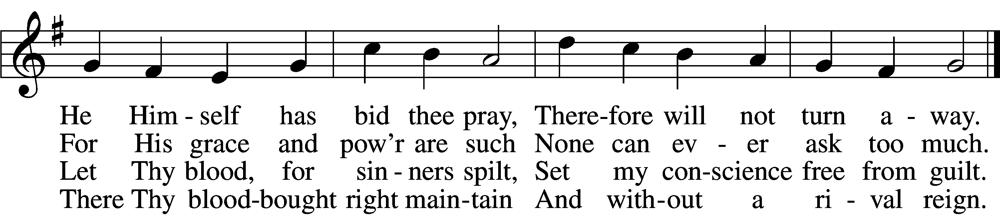 He Him - self has bid thee pray, There-fore will not turn a - way.
For His grace and pow'r are such None can ev - er ask too much.
Let Thy blood, for sin - ners spilt, Set my con-science free from guilt.
There Thy blood-bought right main-tain And with-out a ri - val reign.